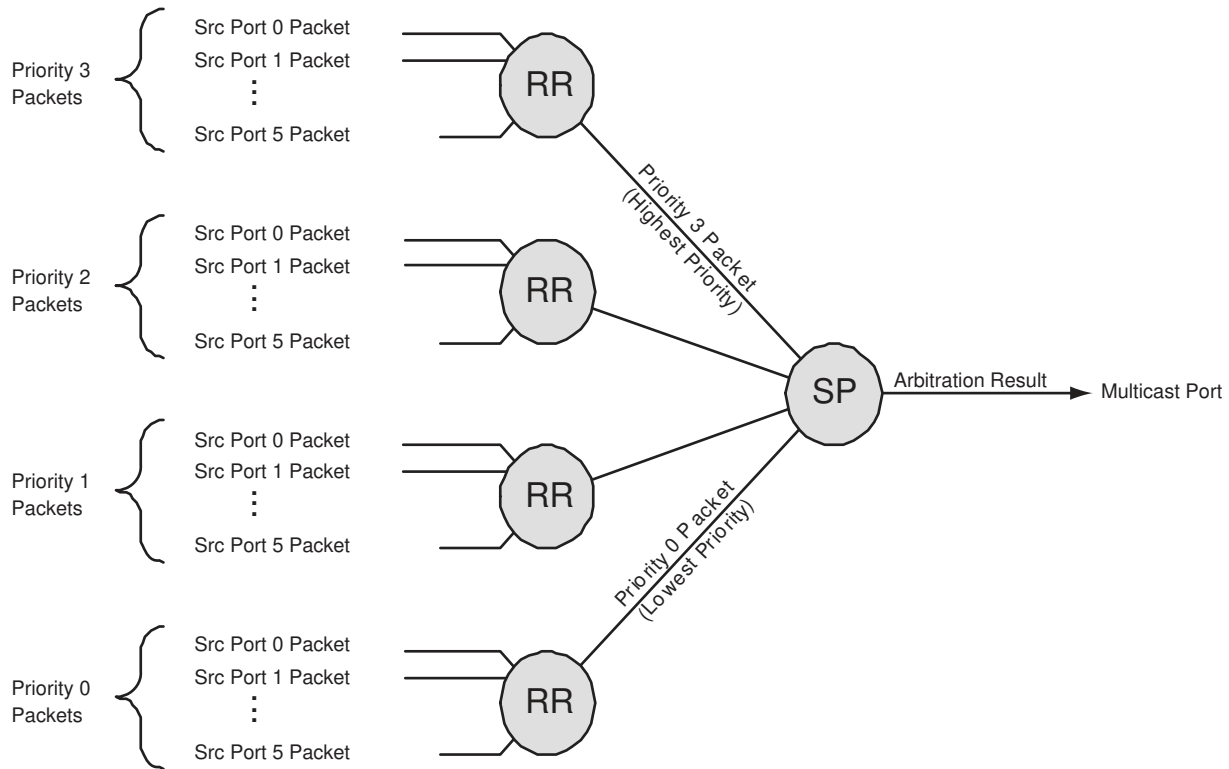 Priority 3
Packets
Src Port 0 Packet
Src Port 1 Packet
Src Port 5 Packet
RR
Priority 3 Packet
(Highest Priority)
Priority 2
Packets
Src Port 0 Packet
Src Port 1 Packet
Src Port 5 Packet
RR
SP
Arbitration Result
Multicast Port
Priority 1
Packets
Src Port 0 Packet
Src Port 1 Packet
Src Port 5 Packet
RR
Priority 0 Packet
(Lowest Priority)
Priority 0
Packets
Src Port 0 Packet
Src Port 1 Packet
Src Port 5 Packet
RR